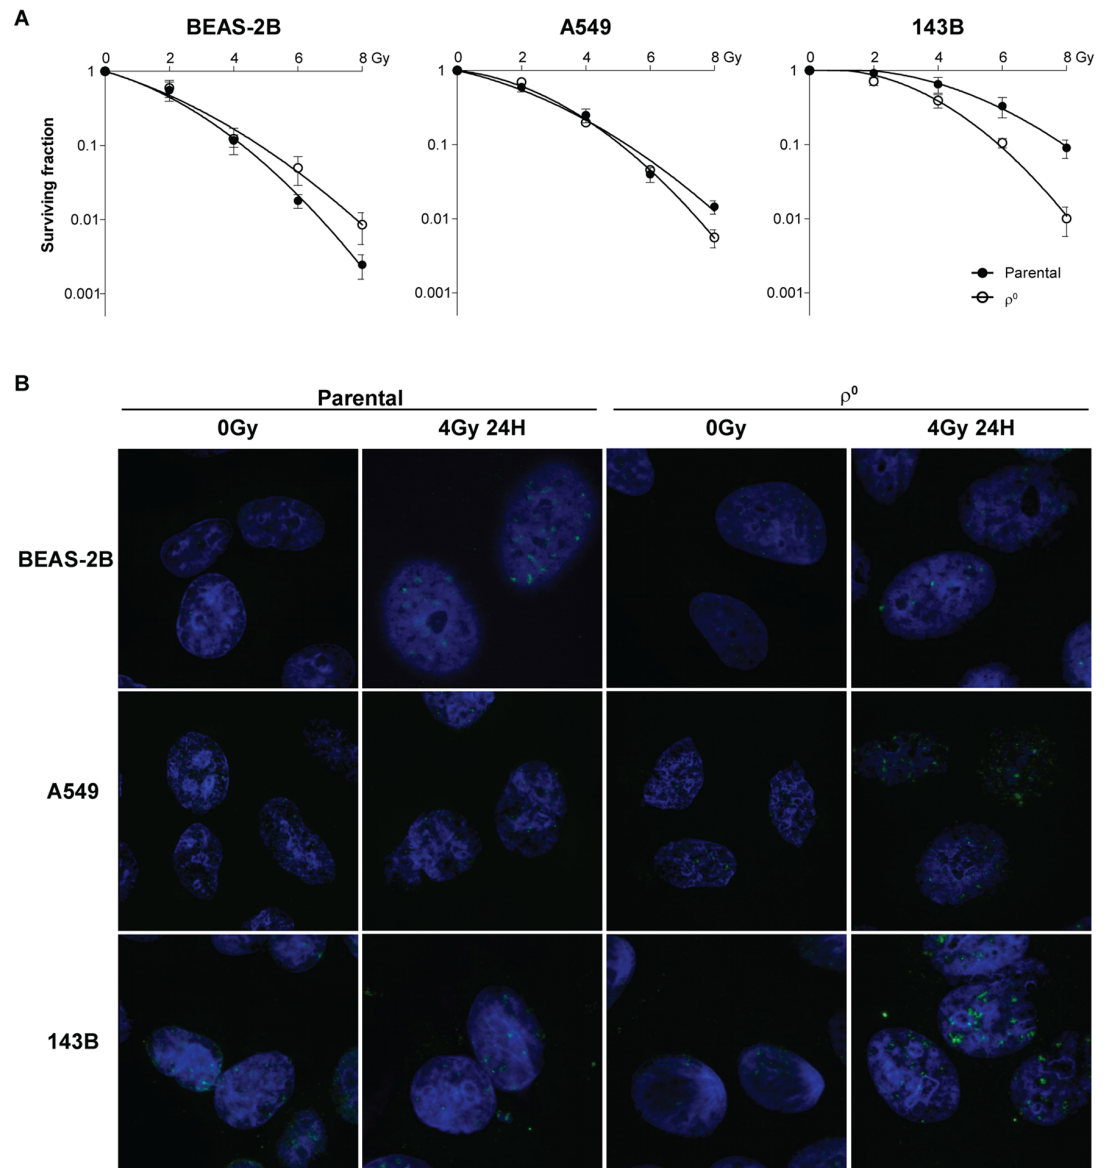 A
BEAS-2B
A549
143B
0 2 4 6 8 Gy
0 2 4 6 8 Gy
0 2 4 6 8 Gy
1
0.1
0.01
0.001
Surviving fraction
1
0.1
0.01
0.001
1
0.1
0.01
0.001
Parental
ρ⁰
B
Parental
ρ⁰
0Gy
4Gy 24H
0Gy
4Gy 24H
BEAS-2B
A549
143B